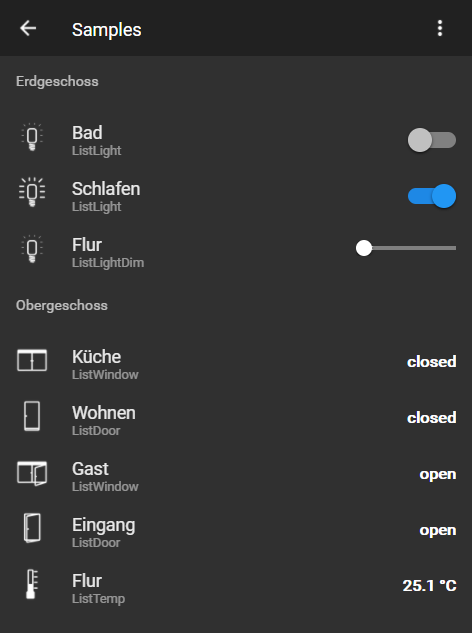 Samples
Erdgeschoss
Bad
ListLight
Schlafen
ListLight
Flur
ListLightDim
Obergeschoss
Küche
ListWindow
closed
Wohnen
ListDoor
closed
Gast
ListWindow
open
Eingang
ListDoor
open
Flur
ListTemp
25.1 °C